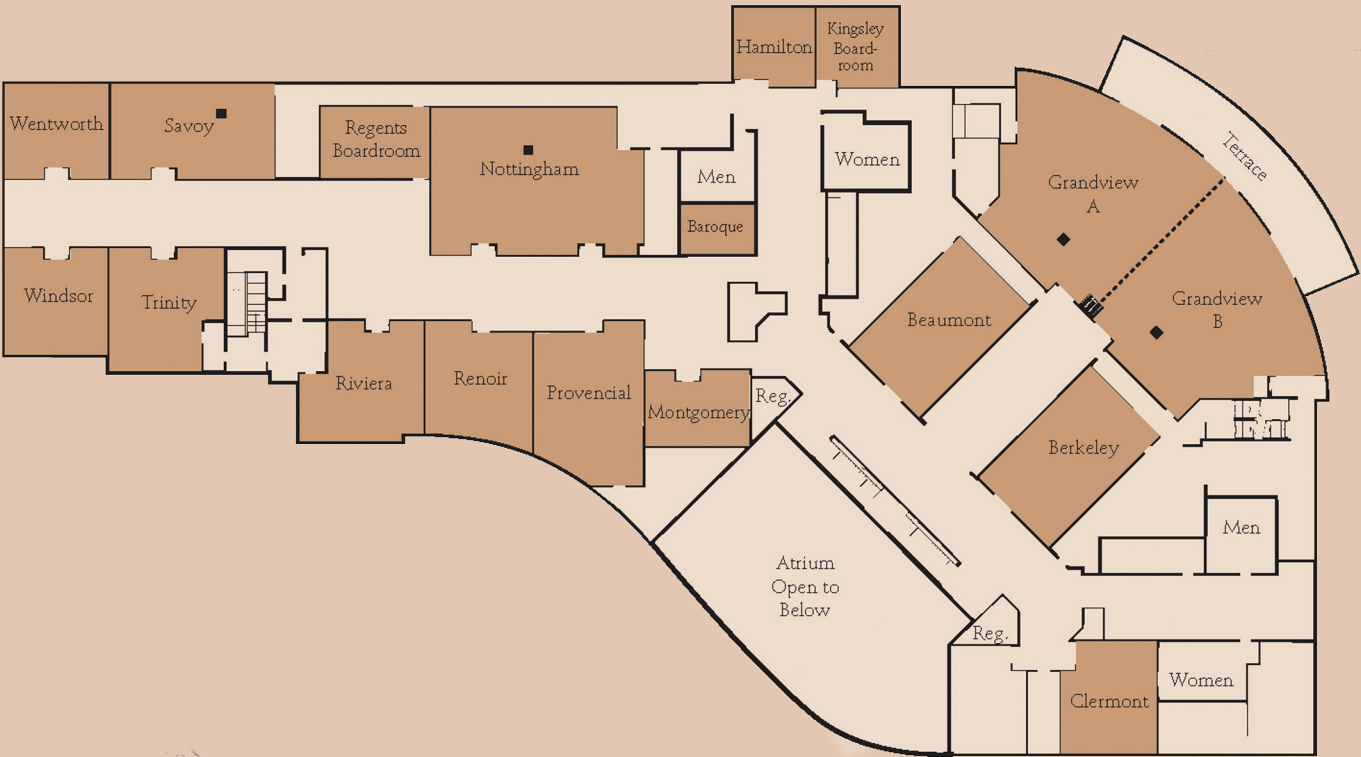 Hamilton
Kingsley
Board-
room
Wentworth
Savoy
Regents
Boardroom
Nottingham
Men
Women
Baroque
Grandview
A
Terrace
Windsor
Trinity
Beaumont
Grandview
B
Riviera
Renoir
Provencial
Montgomery
Reg.
Berkeley
Men
Atrium
Open to
Below
Reg.
Clermont
Women